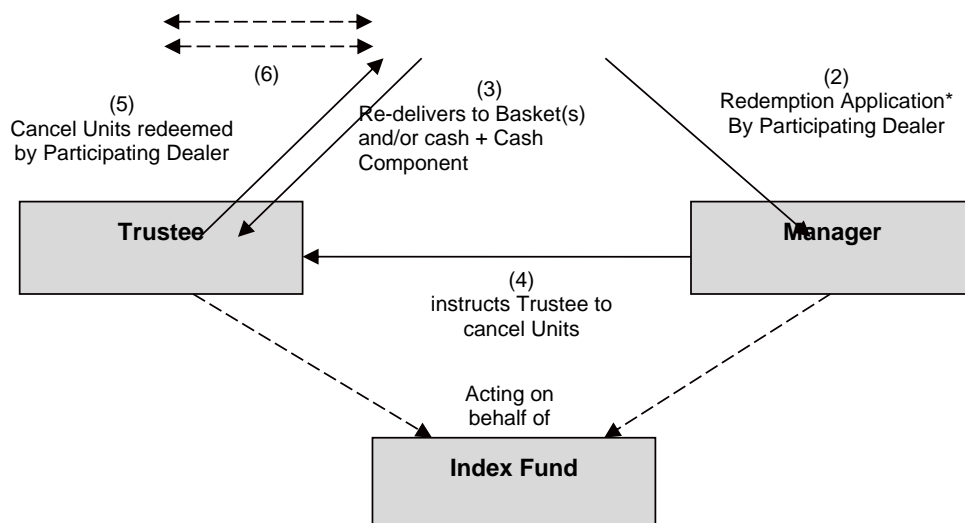 (6)
(5)
Cancel Units redeemed
by Participating Dealer
(3)
Re-delivers to Basket(s)
and/or cash + Cash
Component
(2)
Redemption Application*
By Participating Dealer
Trustee
Manager
(4)
instructs Trustee to
cancel Units
Acting on
behalf of
Index Fund